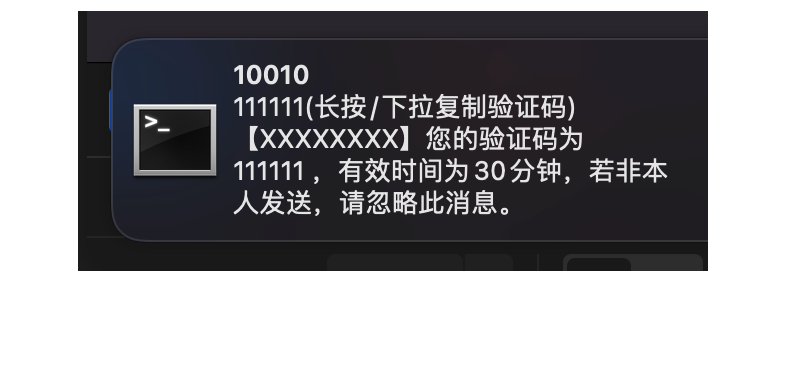 >_
10010
111111(长按/下拉复制验证码)
【XXXXXXXX】您的验证码为
111111 ，有效时间为30分钟，若非本
人发送，请忽略此消息。